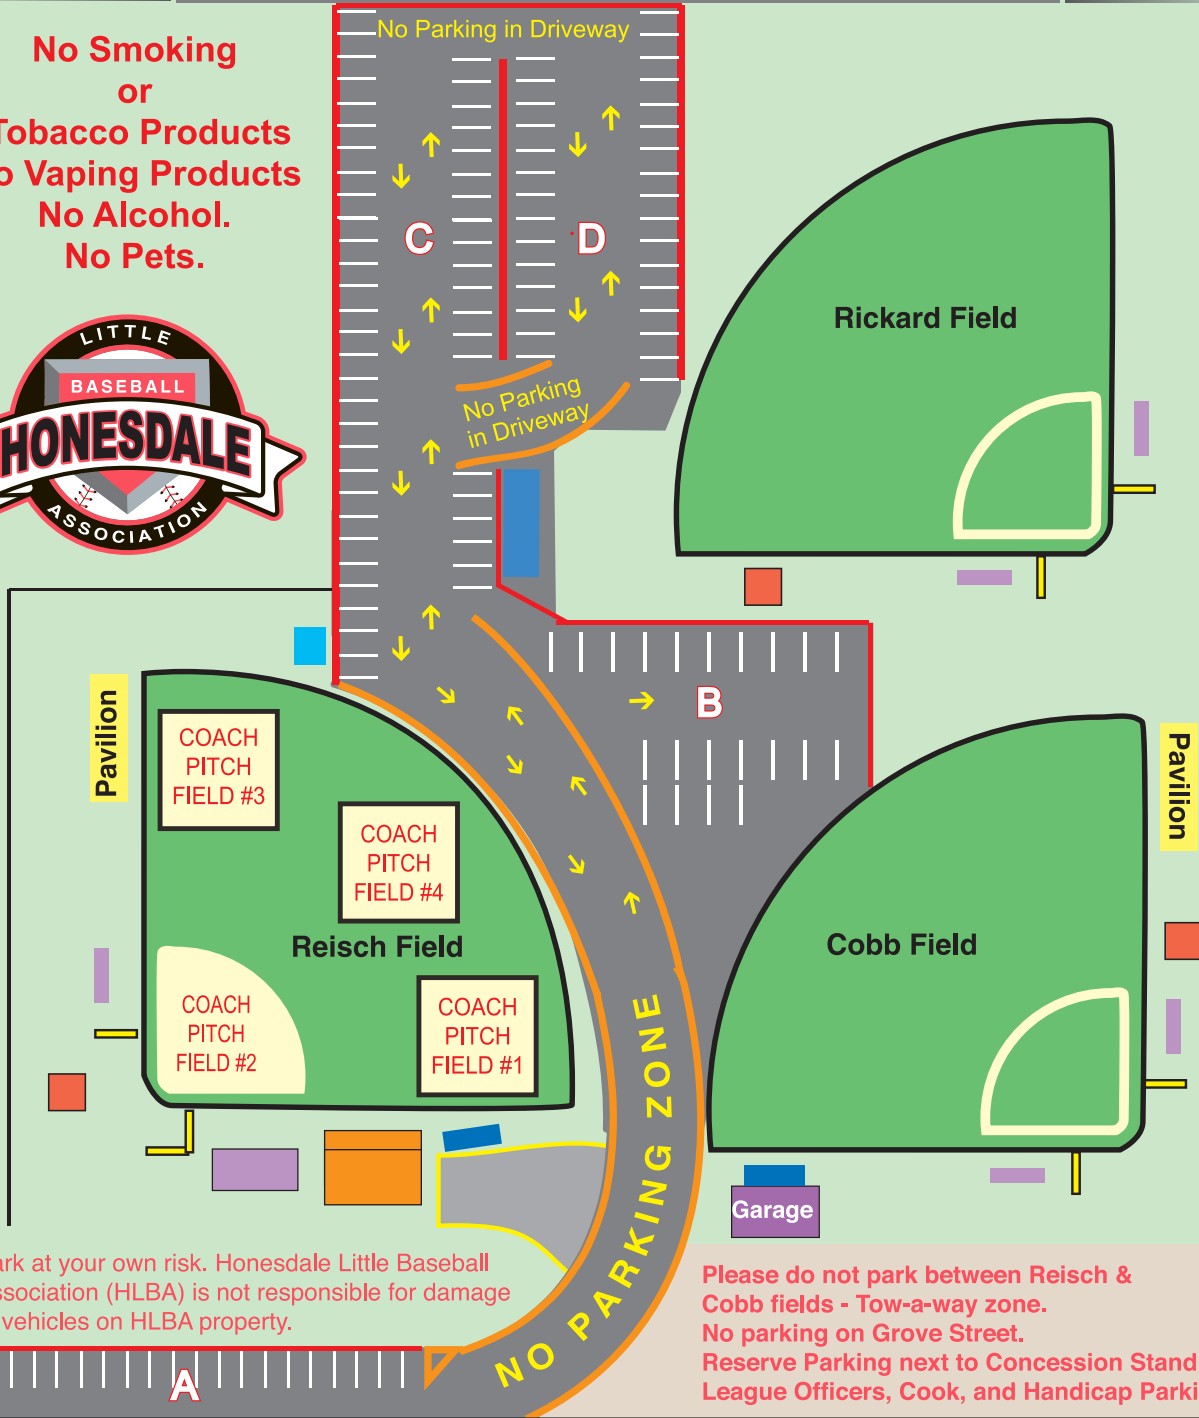 No Smoking
or
Tobacco Products
o Vaping Products
No Alcohol.
No Pets.
LITTLE
BASEBALL
HONESDALE
ASSOCIATION
No Parking in Driveway
C
D
No Parking
in Driveway
Rickard Field
B
Pavilion
COACH
PITCH
FIELD #3
COACH
PITCH
FIELD #4
Reisch Field
COACH
PITCH
FIELD #2
COACH
PITCH
FIELD #1
Cobb Field
Pavilion
NO PARKING ZONE
Garage
ark at your own risk. Honesdale Little Baseball
ssociation (HLBA) is not responsible for damage
vehicles on HLBA property.
A
Please do not park between Reisch &
Cobb fields - Tow-a-way zone.
No parking on Grove Street.
Reserve Parking next to Concession Stand
League Officers, Cook, and Handicap Parki